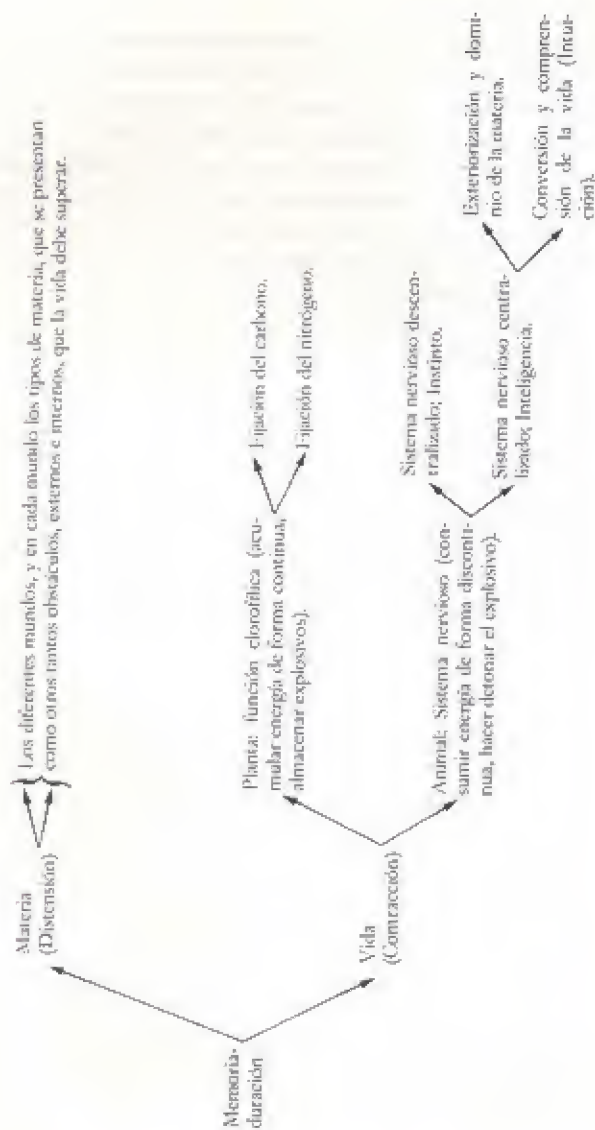 Memoria-
duración
Materia
(Distensión)
Los diferentes mundos, y en cada mundo los tipos de materia, que se presentan
como otros tantos obstáculos, externos e internos, que la vida debe superar.
Vida
(Contracción)
Planta: función clorofílica (acu-
mular energía de forma continua,
almacenar explosivos).
Fijación del carbono.
Fijación del nitrógeno.
Animal; Sistema nervioso (con-
sumir energía de forma disconti-
nua, hacer detonar el explosivo).
Sistema nervioso descen-
tralizado; Instinto.
Sistema nervioso centra-
lizado; Inteligencia.
Exteriorización y domi-
nio de la materia.
Conversión y compren-
sión de la vida (Intui-
ción).